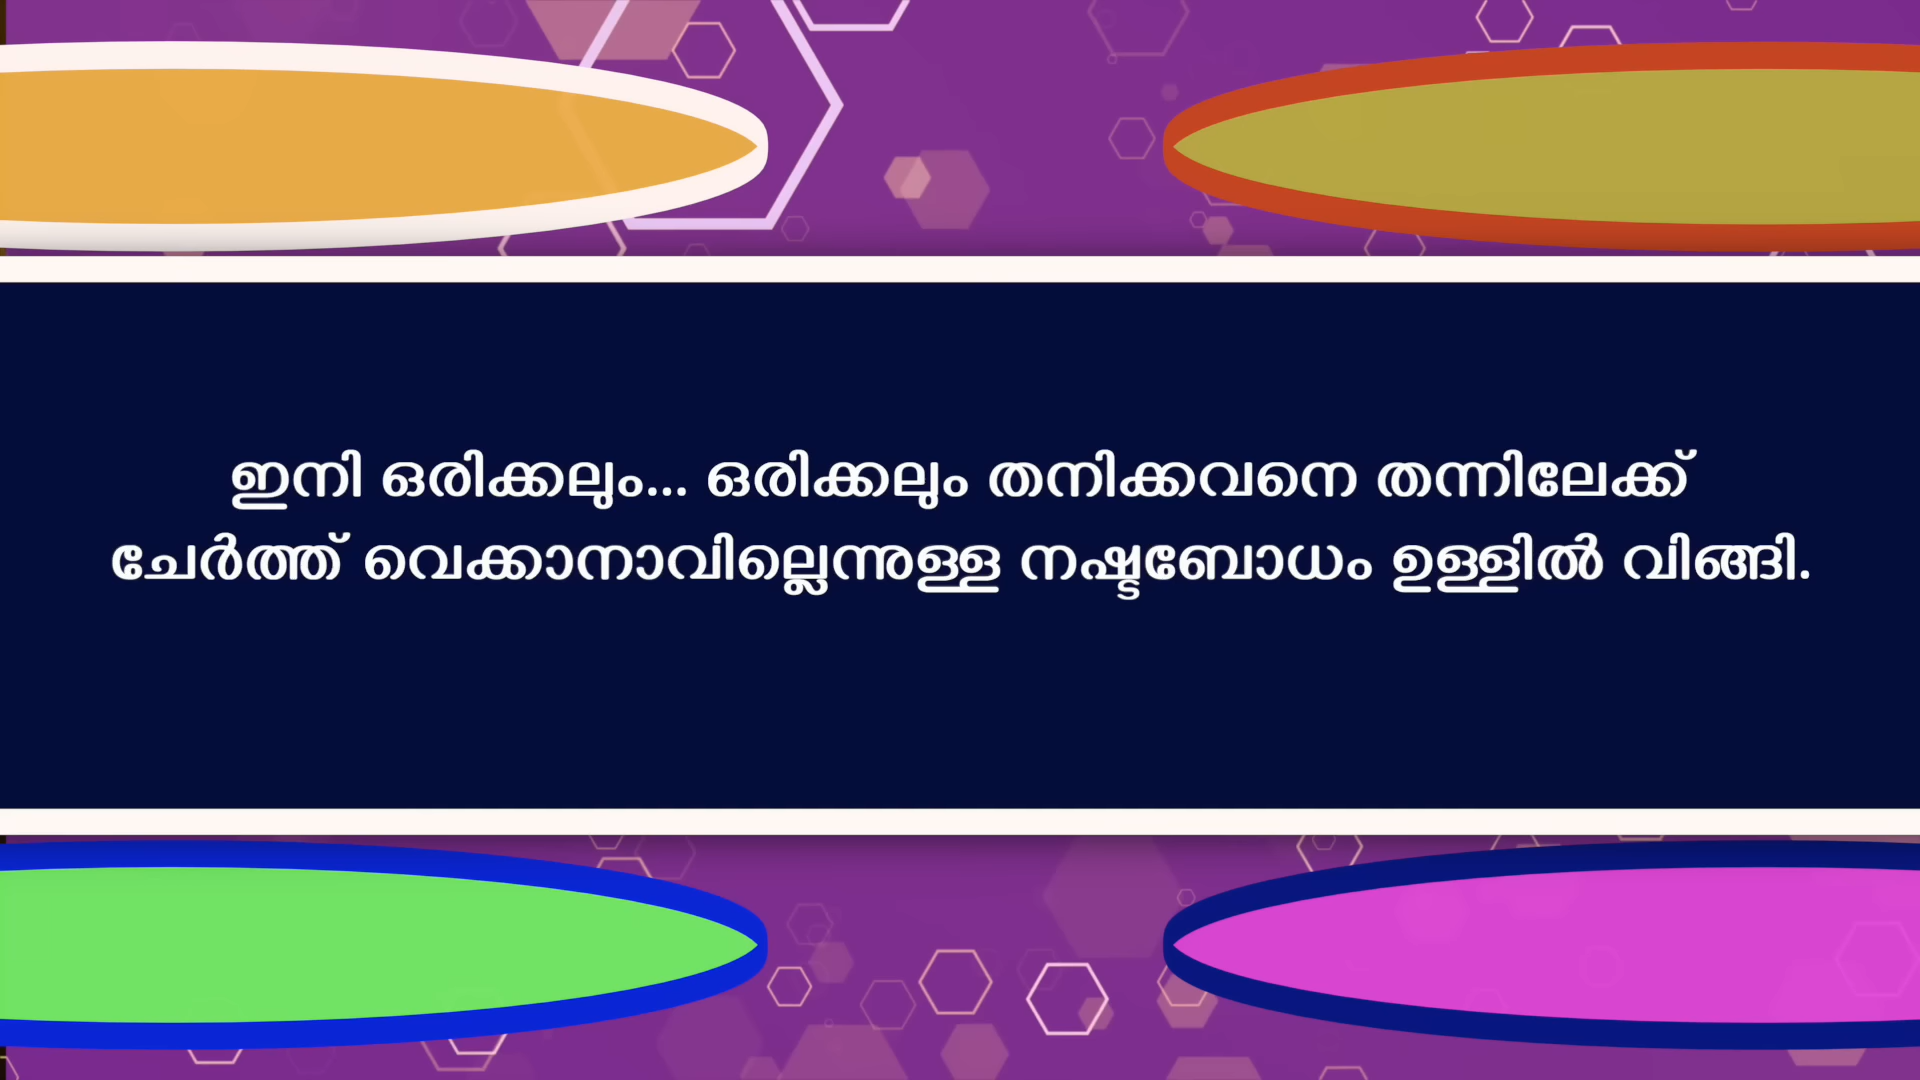 ഇനി ഒരിക്കലും... ഒരിക്കലും തനിക്കവനെ തന്നിലേക്ക്
ചേർത്ത് വെക്കാനാവില്ലെന്നുള്ള നഷ്ടബോധം ഉള്ളിൽ വിങ്ങി.